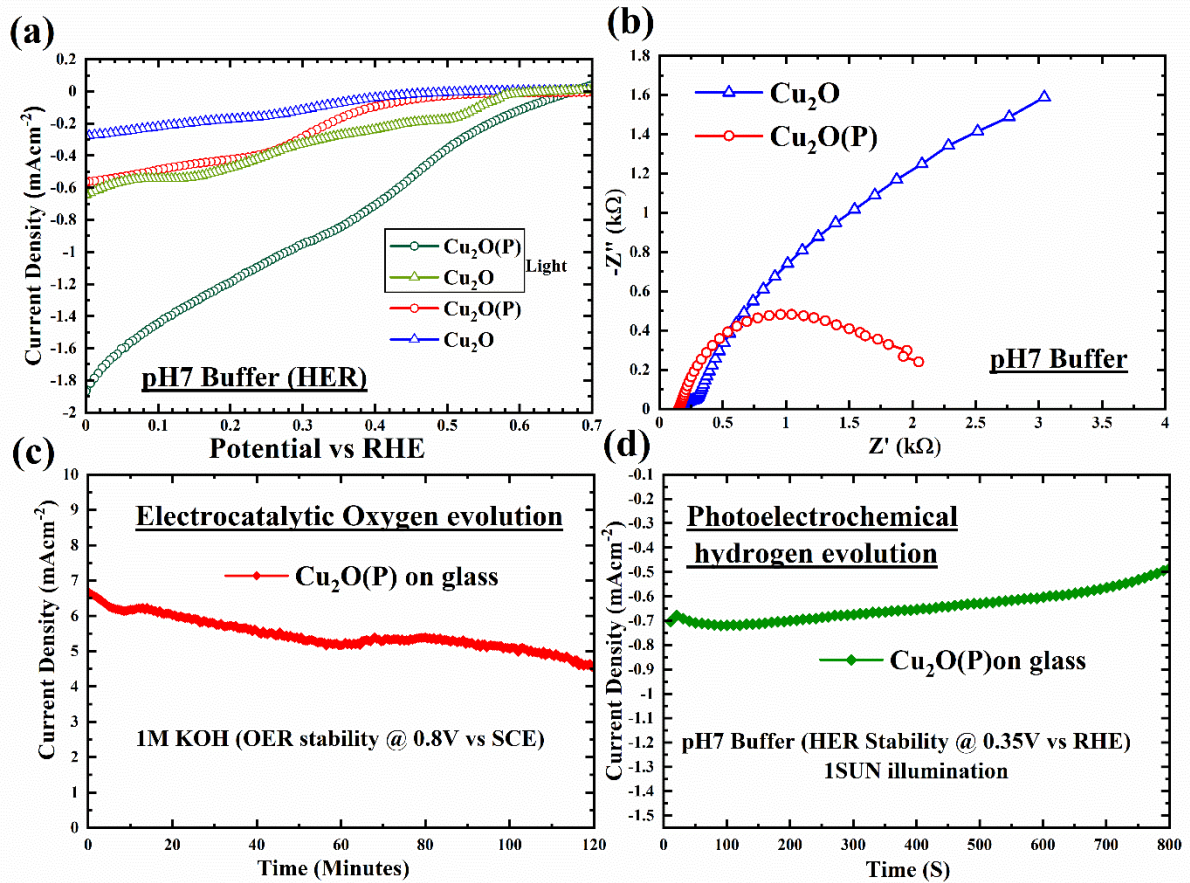 (a)
0.2
0
-0.2
-0.4
-0.6
-0.8
-1
-1.2
-1.4
-1.6
-1.8
-2
Current Density (mAcm⁻²)
Cu₂O(P)
Cu₂O
Light
Cu₂O(P)
Cu₂O
pH7 Buffer (HER)
0 0.1 0.2 0.3 0.4 0.5 0.6 0.7
Potential vs RHE
(b)
1.8
1.6
1.4
1.2
1
0.8
0.6
0.4
0.2
0
-Z" (kΩ)
Cu₂O
Cu₂O(P)
pH7 Buffer
0 0.5 1 1.5 2 2.5 3 3.5 4
Z' (kΩ)
(c)
10
9
8
7
6
5
4
3
2
1
0
Current Density (mAcm⁻²)
Electrocatalytic Oxygen evolution
Cu₂O(P) on glass
1M KOH (OER stability @ 0.8V vs SCE)
0 20 40 60 80 100 120
Time (Minutes)
(d)
-0.1
-0.2
-0.3
-0.4
-0.5
-0.6
-0.7
-0.8
-0.9
-1
-1.1
-1.2
-1.3
-1.4
-1.5
Current Density (mAcm⁻²)
Photoelectrochemical
hydrogen evolution
Cu₂O(P)on glass
pH7 Buffer (HER Stability @ 0.35V vs RHE)
1SUN illumination
0 100 200 300 400 500 600 700 800
Time (S)